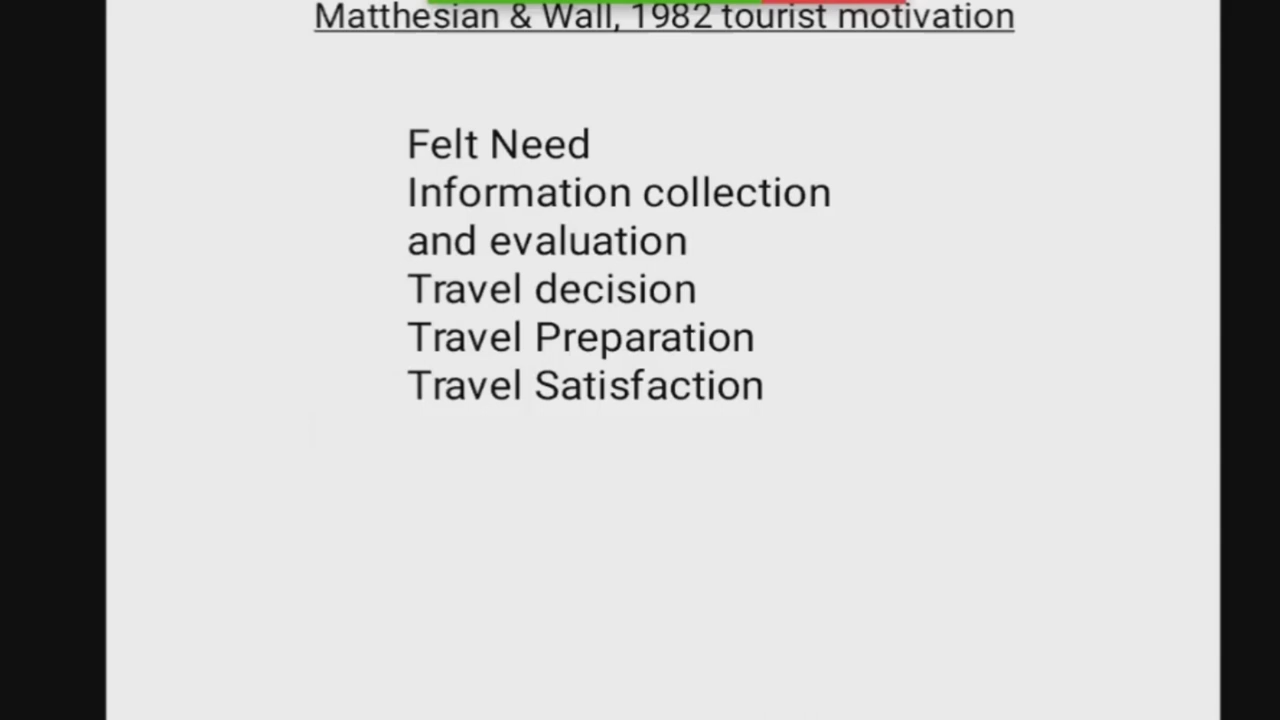 Matthesian & Wall, 1982 tourist motivation
Felt Need
Information collection
and evaluation
Travel decision
Travel Preparation
Travel Satisfaction